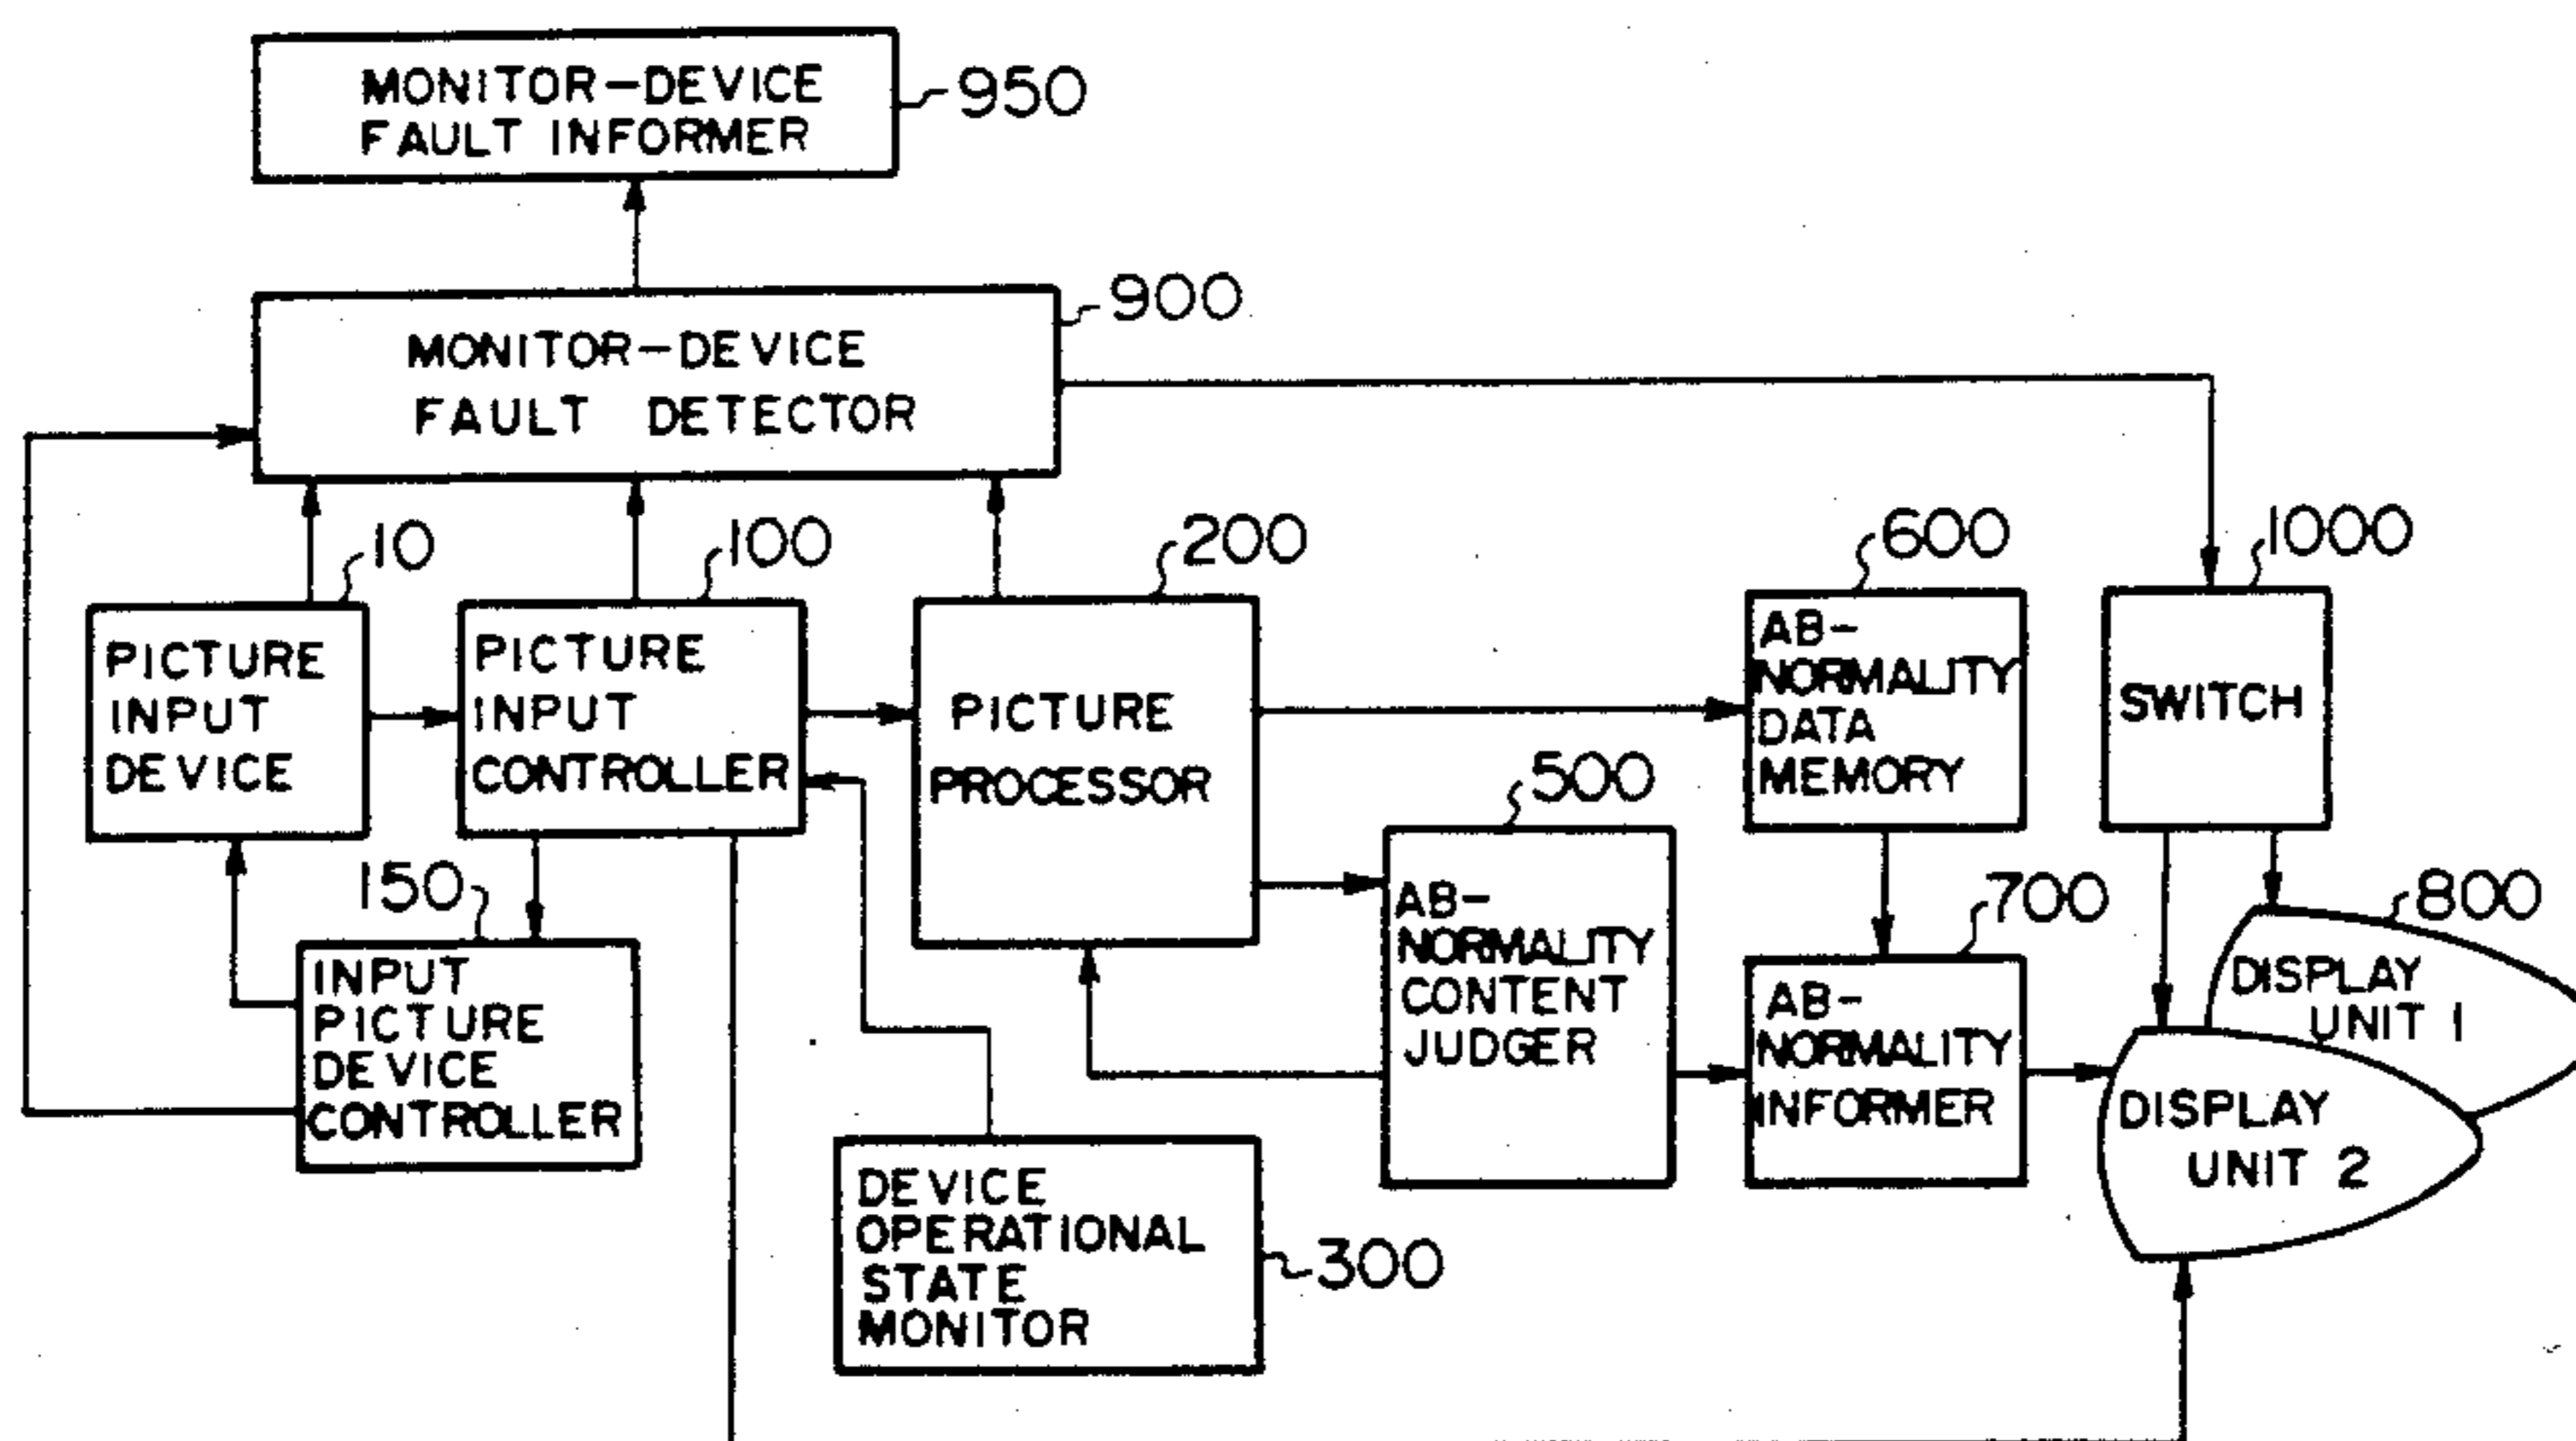 MONITOR-DEVICE
FAULT INFORMER
950
MONITOR-DEVICE
FAULT DETECTOR
900
10
100
200
600
1000
PICTURE
INPUT
DEVICE
PICTURE
INPUT
CONTROLLER
PICTURE
PROCESSOR
AB-
NORMALITY
DATA
MEMORY
SWITCH
150
500
700
800
INPUT
PICTURE
DEVICE
CONTROLLER
AB-
NORMALITY
CONTENT
JUDGER
AB-
NORMALITY
INFORMER
DISPLAY
UNIT 1
DISPLAY
UNIT 2
DEVICE
OPERATIONAL
STATE
MONITOR
300